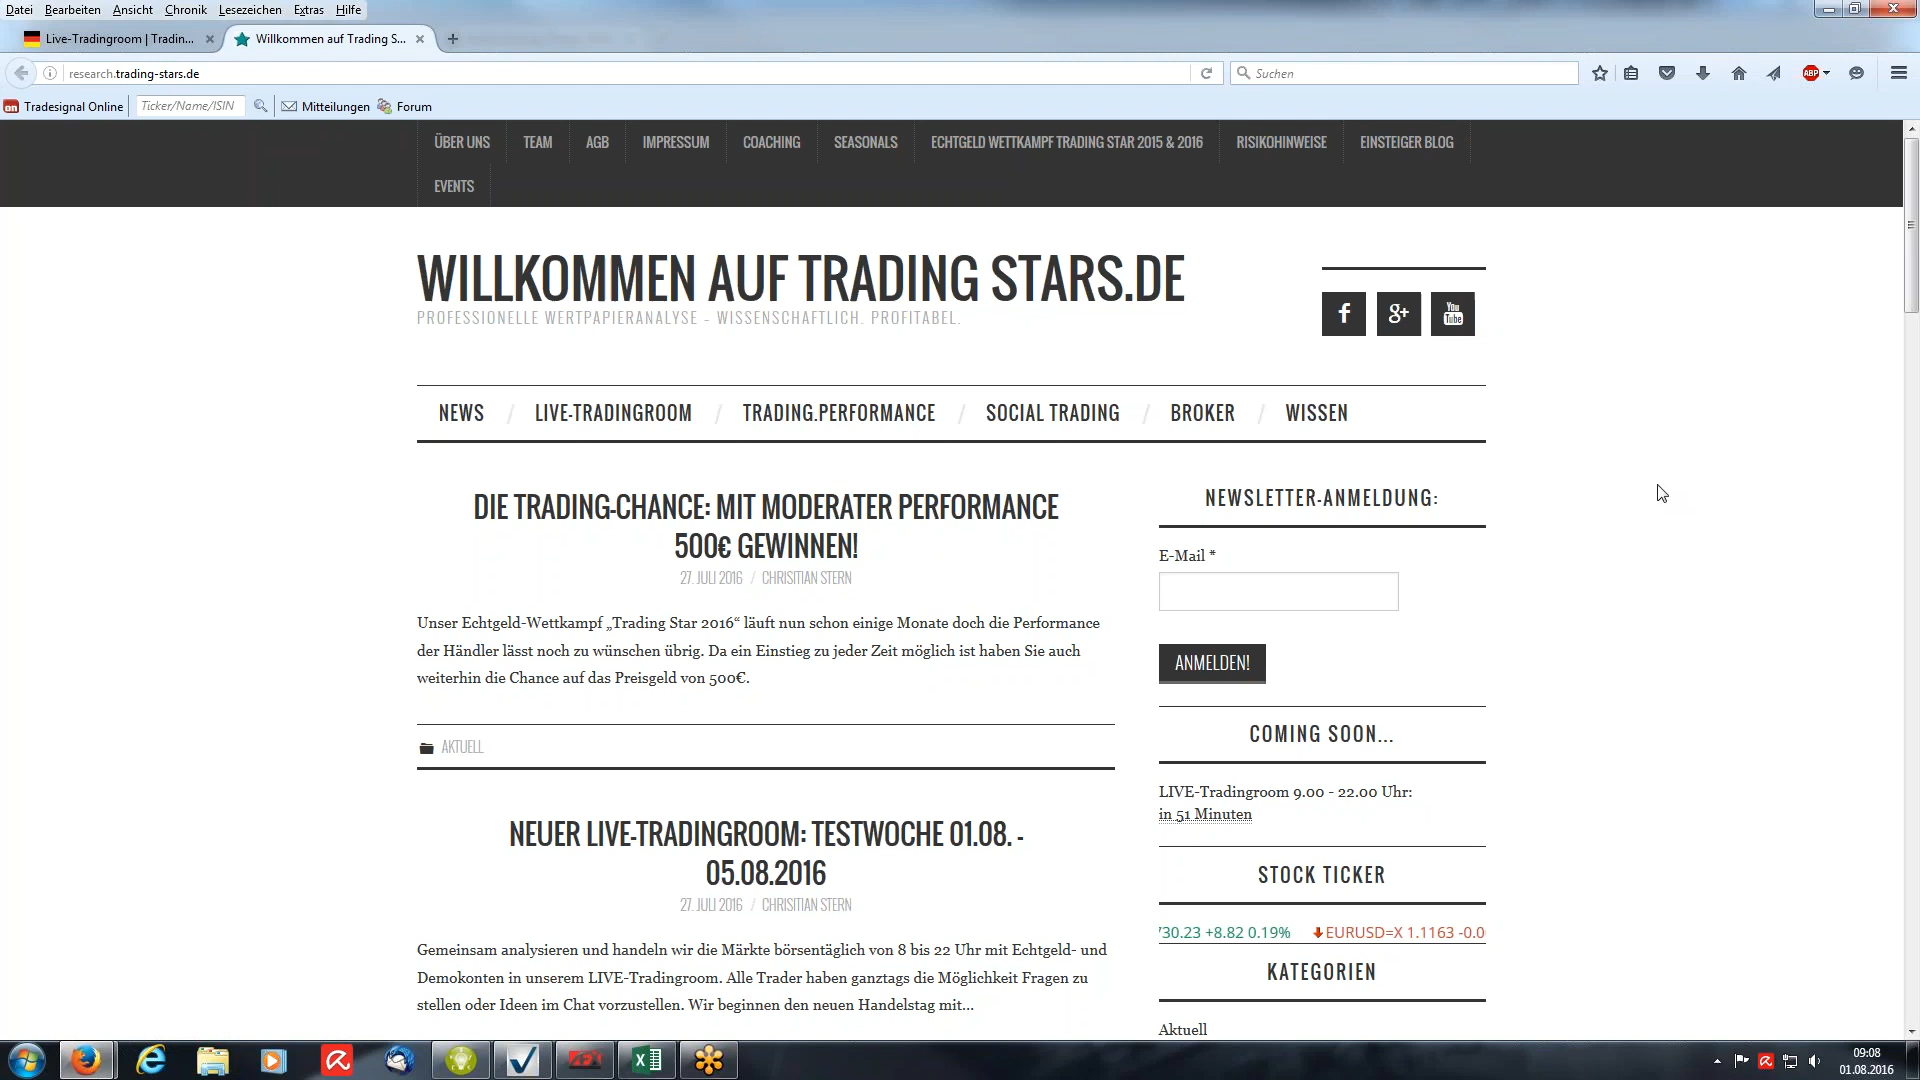 Datei Bearbeiten Ansicht Chronik Lesezeichen Extras Hilfe
Live-Tradingroom | Tradin...
Willkommen auf Trading S...
research.trading-stars.de
Suchen
ABP
on Tradesignal Online
Ticker/Name/ISIN
Mitteilungen
Forum
ÜBER UNS
TEAM
AGB
IMPRESSUM
COACHING
SEASONALS
ECHTGELD WETTKAMPF TRADING STAR 2015 & 2016
RISIKOHINWEISE
EINSTEIGER BLOG
EVENTS
WILLKOMMEN AUF TRADING STARS.DE
PROFESSIONELLE WERTPAPIERANALYSE – WISSENSCHAFTLICH. PROFITABEL.
f
g+
You Tube
NEWS / LIVE-TRADINGROOM / TRADING.PERFORMANCE / SOCIAL TRADING / BROKER / WISSEN
DIE TRADING-CHANCE: MIT MODERATER PERFORMANCE
500€ GEWINNEN!
27. JULI 2016 / CHRISITIAN STERN
Unser Echtgeld-Wettkampf „Trading Star 2016“ läuft nun schon einige Monate doch die Performance
der Händler lässt noch zu wünschen übrig. Da ein Einstieg zu jeder Zeit möglich ist haben Sie auch
weiterhin die Chance auf das Preisgeld von 500€.
AKTUELL
NEUER LIVE-TRADINGROOM: TESTWOCHE 01.08. -
05.08.2016
27. JULI 2016 / CHRISITIAN STERN
Gemeinsam analysieren und handeln wir die Märkte börsentäglich von 8 bis 22 Uhr mit Echtgeld- und
Demokonten in unserem LIVE-Tradingroom. Alle Trader haben ganztags die Möglichkeit Fragen zu
stellen oder Ideen im Chat vorzustellen. Wir beginnen den neuen Handelstag mit...
NEWSLETTER-ANMELDUNG:
E-Mail *
ANMELDEN!
COMING SOON...
LIVE-Tradingroom 9.00 - 22.00 Uhr:
in 51 Minuten
STOCK TICKER
730.23 +8.82 0.19% EURUSD=X 1.1163 -0.0
KATEGORIEN
Aktuell
09:08
01.08.2016